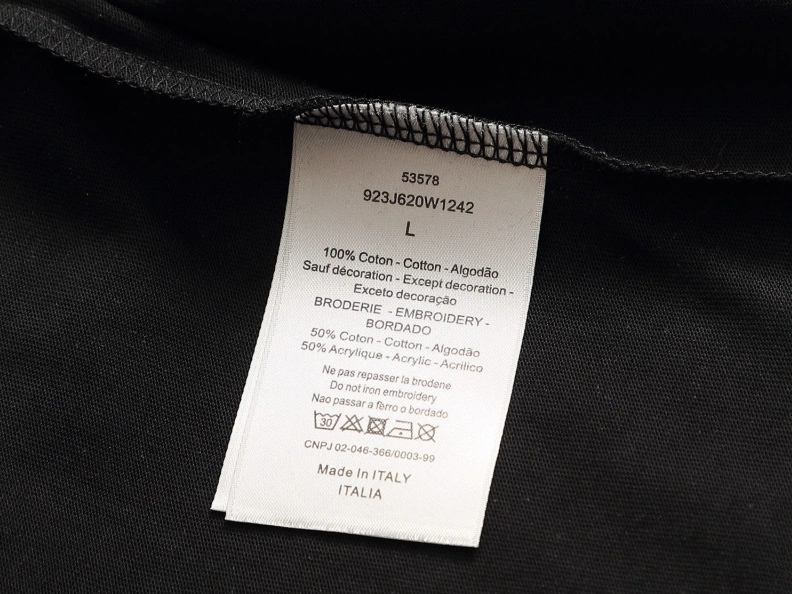 53578
923J620W1242
L
100% Coton - Cotton - Algodão
Sauf décoration - Except decoration -
Exceto decoração
BRODERIE - EMBROIDERY -
BORDADO
50% Coton - Cotton - Algodão
50% Acrylique - Acrylic - Acrilico
Ne pas repasser la brodene
Do not iron embroidery
Nao passar a ferro o bordado
30
CNPJ 02-046-366/0003-99
Made In ITALY
ITALIA